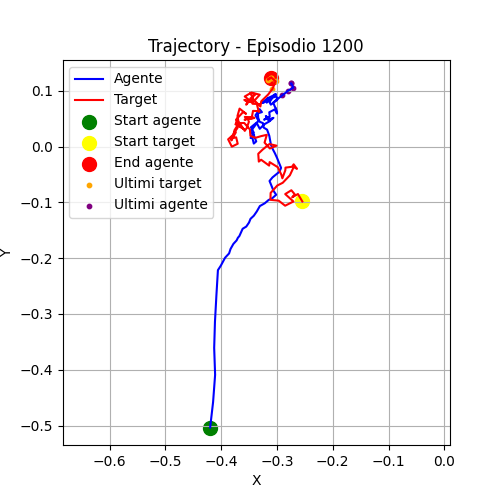 Trajectory - Episodio 1200
Agente
Target
Start agente
Start target
End agente
Ultimi target
Ultimi agente
0.1
0.0
−0.1
−0.2
−0.3
−0.4
−0.5
Y
−0.6 −0.5 −0.4 −0.3 −0.2 −0.1 0.0
X